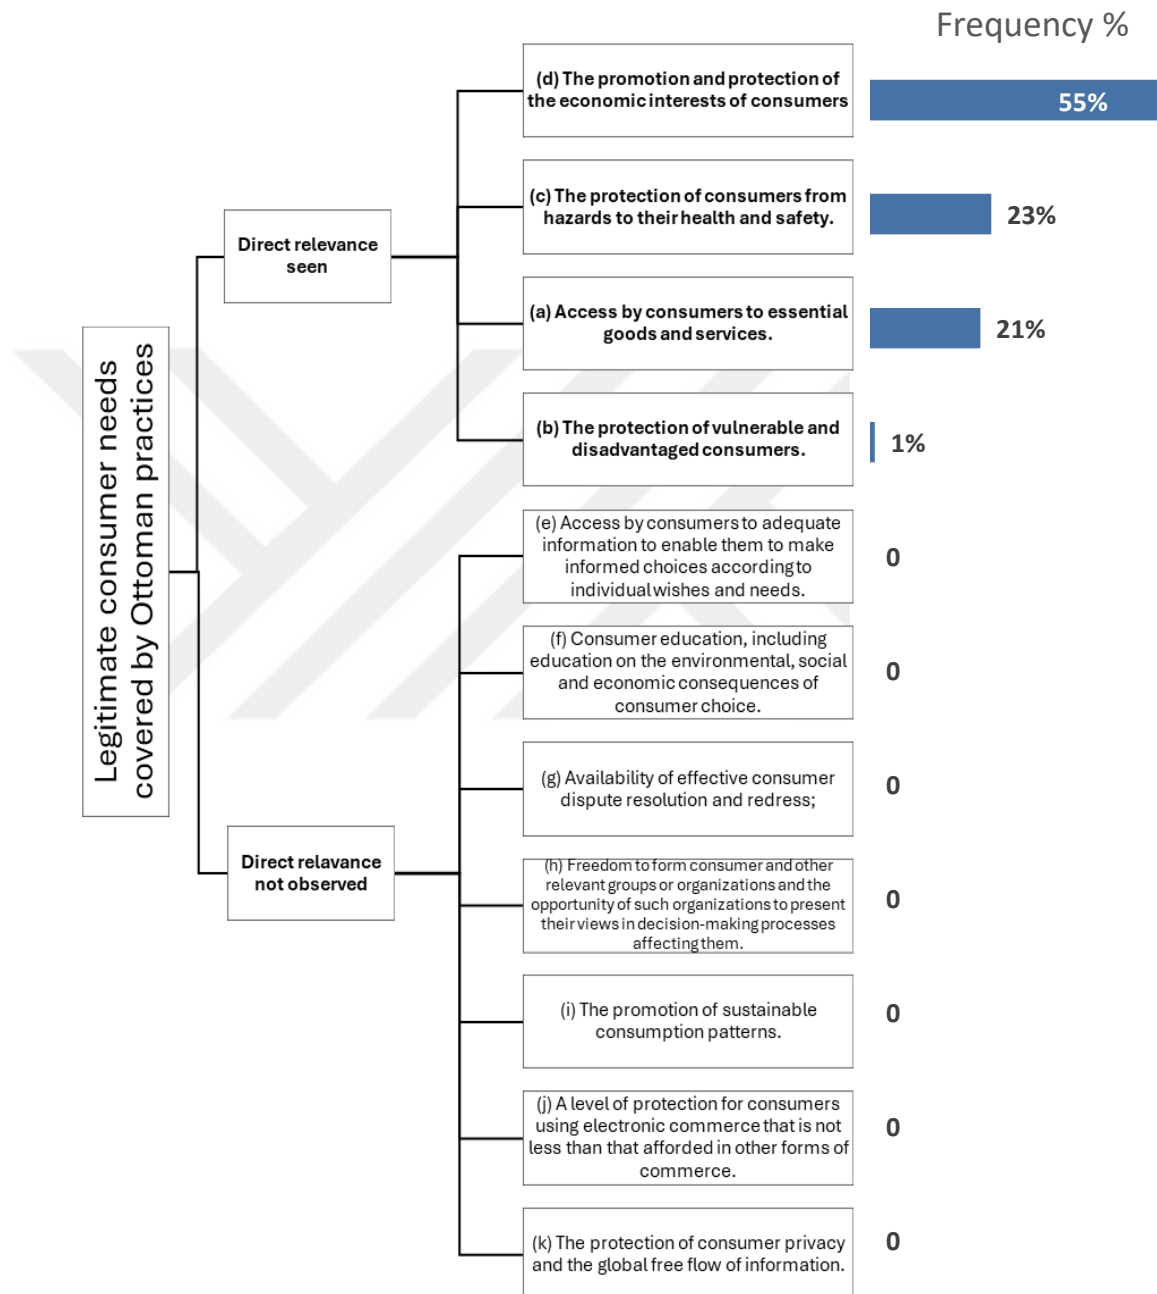 Frequency %
Legitimate consumer needs
covered by Ottoman practices
Direct relevance
seen
(d) The promotion and protection of
the economic interests of consumers
55%
(c) The protection of consumers from
hazards to their health and safety.
23%
(a) Access by consumers to essential
goods and services.
21%
(b) The protection of vulnerable and
disadvantaged consumers.
1%
Direct relavance
not observed
(e) Access by consumers to adequate
information to enable them to make
informed choices according to
individual wishes and needs.
0
(f) Consumer education, including
education on the environmental, social
and economic consequences of
consumer choice.
0
(g) Availability of effective consumer
dispute resolution and redress;
0
(h) Freedom to form consumer and other
relevant groups or organizations and the
opportunity of such organizations to present
their views in decision-making processes
affecting them.
0
(i) The promotion of sustainable
consumption patterns.
0
(j) A level of protection for consumers
using electronic commerce that is not
less than that afforded in other forms of
commerce.
0
(k) The protection of consumer privacy
and the global free flow of information.
0